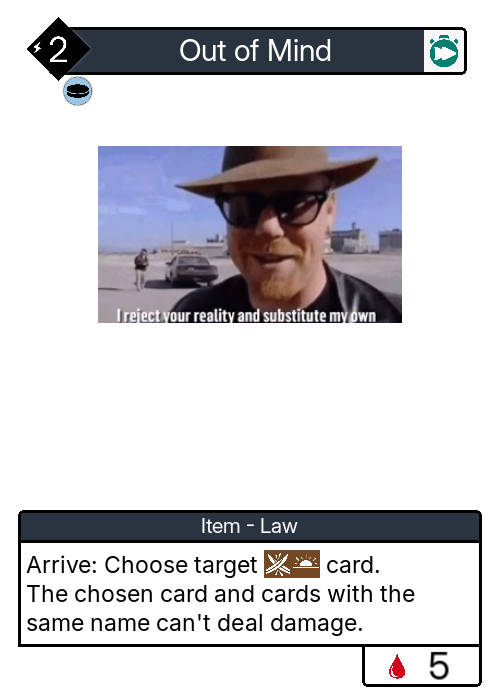 2
Out of Mind
I reject your reality and substitute my own
Item - Law
Arrive: Choose target card.
The chosen card and cards with the
same name can't deal damage.
5